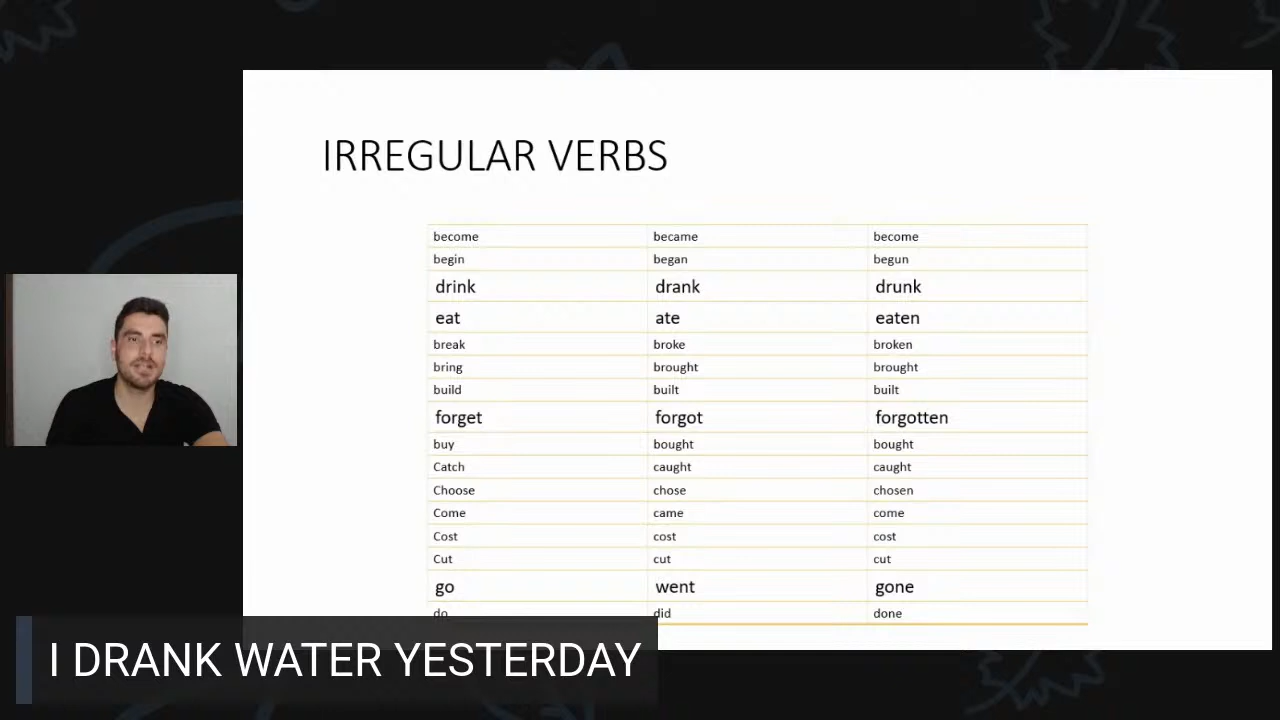 IRREGULAR VERBS
become became become
begin began begun
drink drank drunk
eat ate eaten
break broke broken
bring brought brought
build built built
forget forgot forgotten
buy bought bought
Catch caught caught
Choose chose chosen
Come came come
Cost cost cost
Cut cut cut
go went gone
do did done
I DRANK WATER YESTERDAY